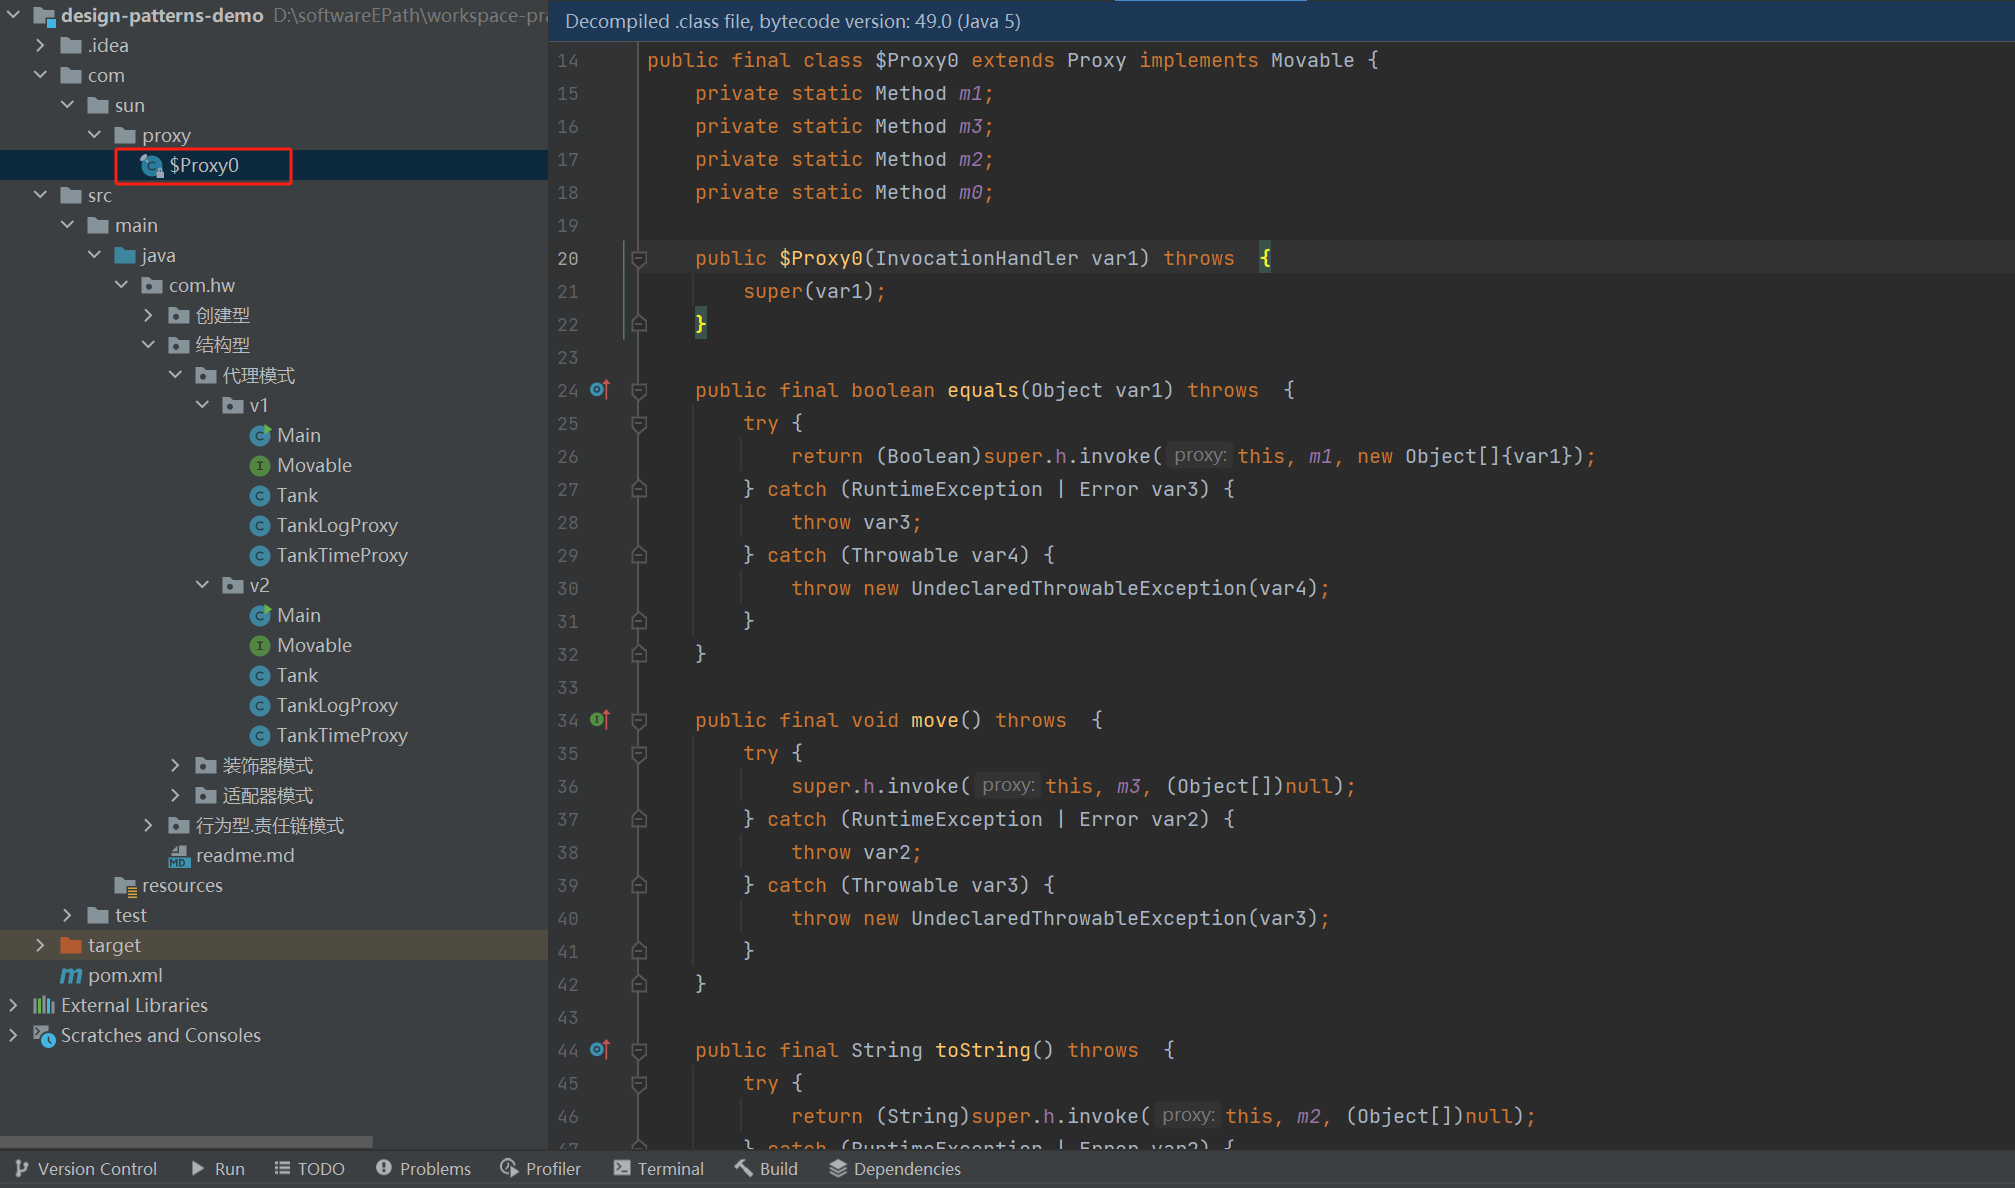 design-patterns-demo D:\softwareEPath\workspace-pra
.idea
com
sun
proxy
$Proxy0
src
main
java
com.hw
创建型
结构型
代理模式
v1
Main
Movable
Tank
TankLogProxy
TankTimeProxy
v2
Main
Movable
Tank
TankLogProxy
TankTimeProxy
装饰器模式
适配器模式
行为型.责任链模式
readme.md
resources
test
target
pom.xml
External Libraries
Scratches and Consoles
Decompiled .class file, bytecode version: 49.0 (Java 5)
14 public final class $Proxy0 extends Proxy implements Movable {
15 private static Method m1;
16 private static Method m3;
17 private static Method m2;
18 private static Method m0;
19
20 public $Proxy0(InvocationHandler var1) throws {
21 super(var1);
22 }
23
24 public final boolean equals(Object var1) throws {
25 try {
26 return (Boolean)super.h.invoke( proxy: this, m1, new Object[]{var1});
27 } catch (RuntimeException | Error var3) {
28 throw var3;
29 } catch (Throwable var4) {
30 throw new UndeclaredThrowableException(var4);
31 }
32 }
33
34 public final void move() throws {
35 try {
36 super.h.invoke( proxy: this, m3, (Object[])null);
37 } catch (RuntimeException | Error var2) {
38 throw var2;
39 } catch (Throwable var3) {
40 throw new UndeclaredThrowableException(var3);
41 }
42 }
43
44 public final String toString() throws {
45 try {
46 return (String)super.h.invoke( proxy: this, m2, (Object[])null);
47 } catch (RuntimeException | Error var2) {
Version Control Run TODO Problems Profiler Terminal Build Dependencies